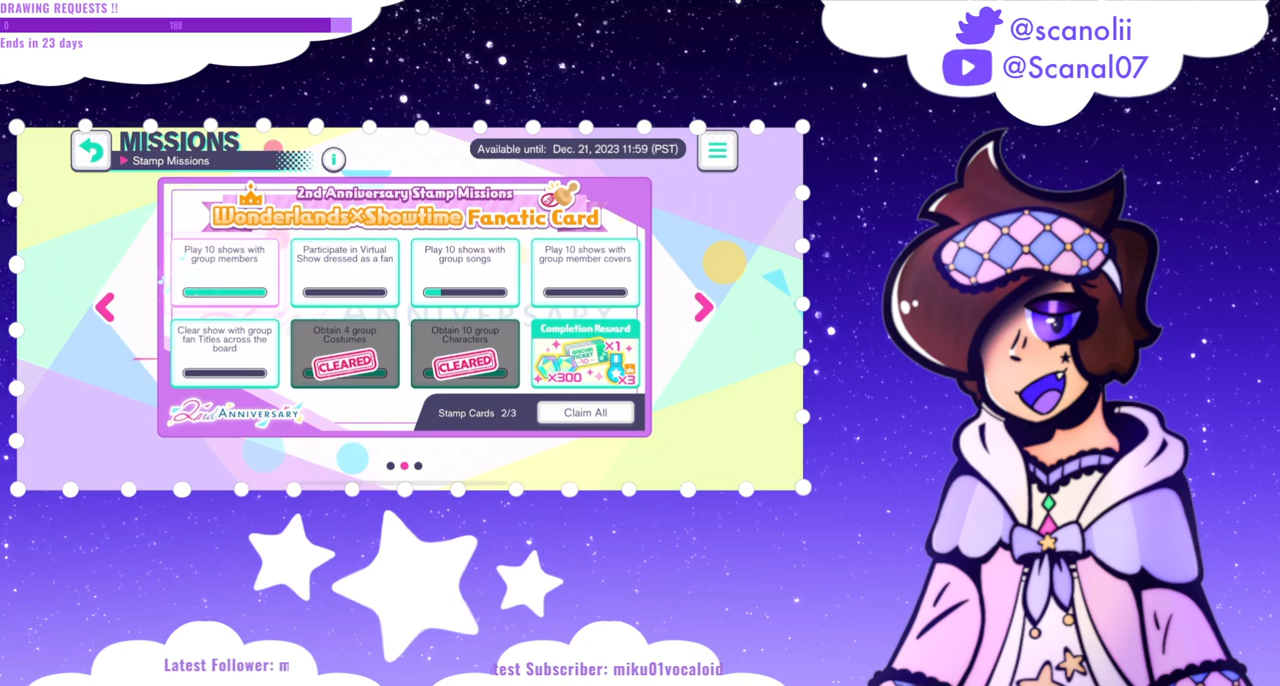 DRAWING REQUESTS !!
0 188
Ends in 23 days
@scanolii
@Scanal07
MISSIONS
Stamp Missions
i
Available until: Dec. 21, 2023 11:59 (PST)
2nd Anniversary Stamp Missions
Wonderlands×Showtime Fanatic Card
Play 10 shows with
group members
Participate in Virtual
Show dressed as a fan
Play 10 shows with
group songs
Play 10 shows with
group member covers
ANNIVERSARY
Clear show with group
fan Titles across the
board
Obtain 4 group
Costumes
CLEARED
Obtain 10 group
Characters
CLEARED
Completion Reward
GACHA
TICKET
-10-
×1
×300
×3
2nd ANNIVERSARY
Stamp Cards 2/3
Claim All
Latest Follower: m
test Subscriber: miku01vocaloid